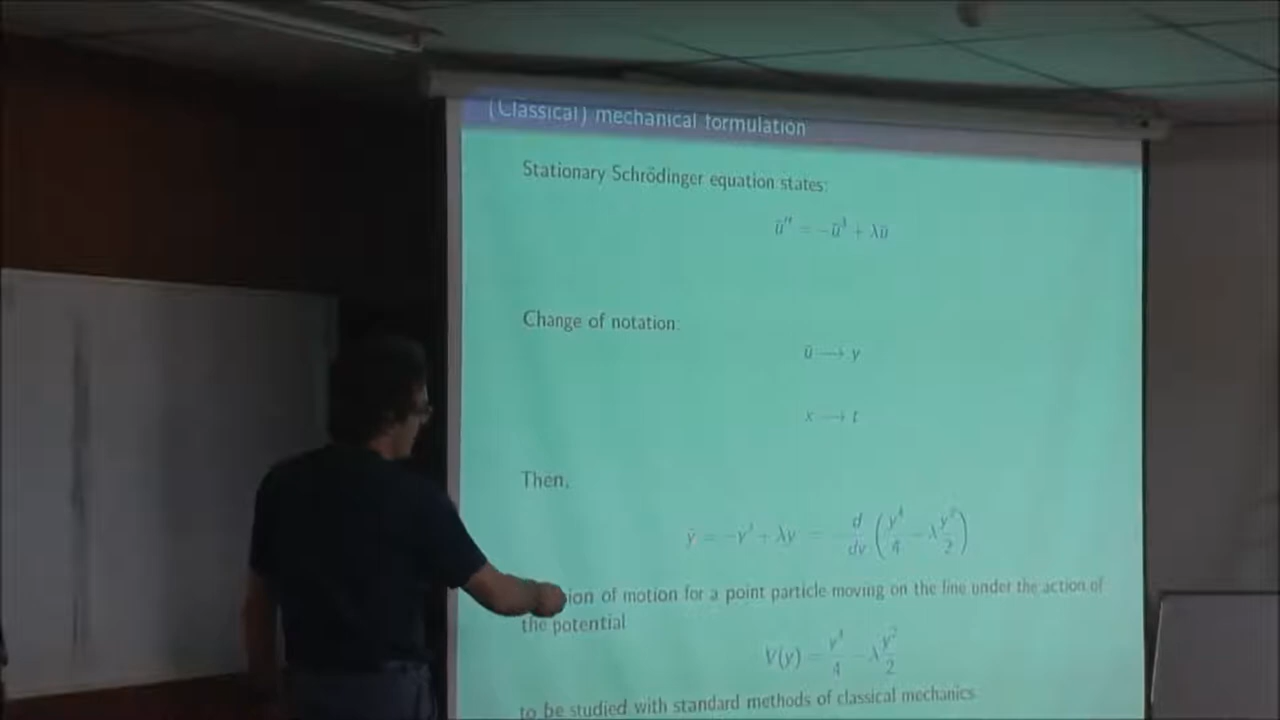 (Classical) mechanical formulation
Stationary Schrödinger equation states:
ū'' = −ū³ + λū
Change of notation:
ū ⟶ y
x ⟶ t
Then,
ÿ = −y³ + λy = − d/dy (y⁴/4 − λ y²/2)
of motion for a point particle moving on the line under the action of
the potential
V(y) = y⁴/4 − λ y²/2
to be studied with standard methods of classical mechanics